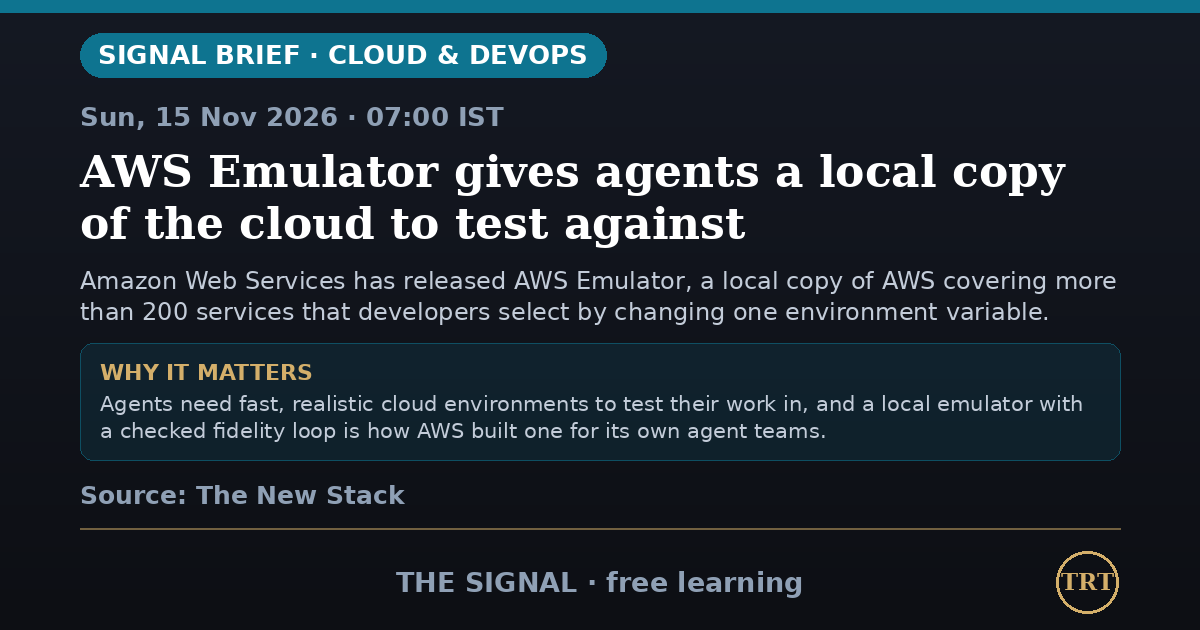 SIGNAL BRIEF · CLOUD & DEVOPS
Sun, 15 Nov 2026 · 07:00 IST
AWS Emulator gives agents a local copy
of the cloud to test against
Amazon Web Services has released AWS Emulator, a local copy of AWS covering more
than 200 services that developers select by changing one environment variable.
WHY IT MATTERS
Agents need fast, realistic cloud environments to test their work in, and a local emulator with
a checked fidelity loop is how AWS built one for its own agent teams.
Source: The New Stack
THE SIGNAL · free learning
TRT